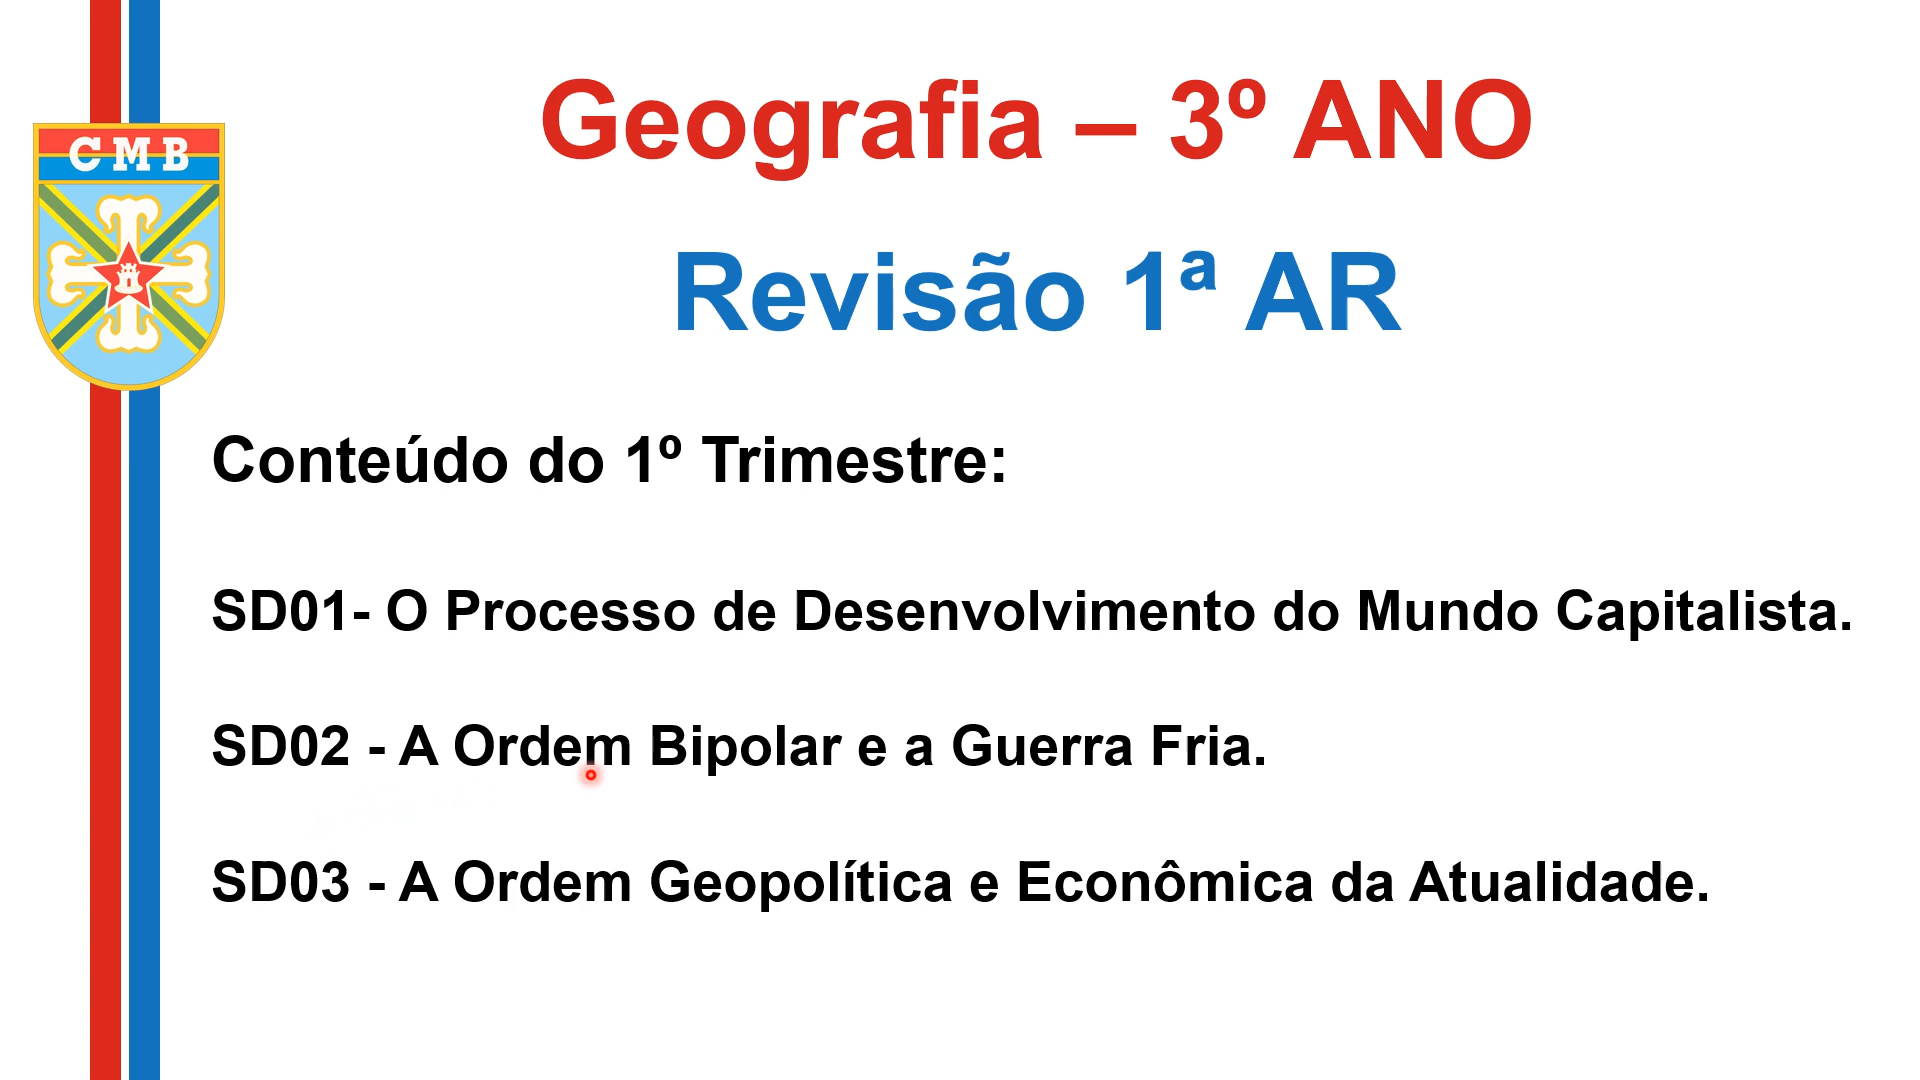 CMB
Geografia – 3º ANO
Revisão 1ª AR
Conteúdo do 1º Trimestre:
SD01- O Processo de Desenvolvimento do Mundo Capitalista.
SD02 - A Ordem Bipolar e a Guerra Fria.
SD03 - A Ordem Geopolítica e Econômica da Atualidade.